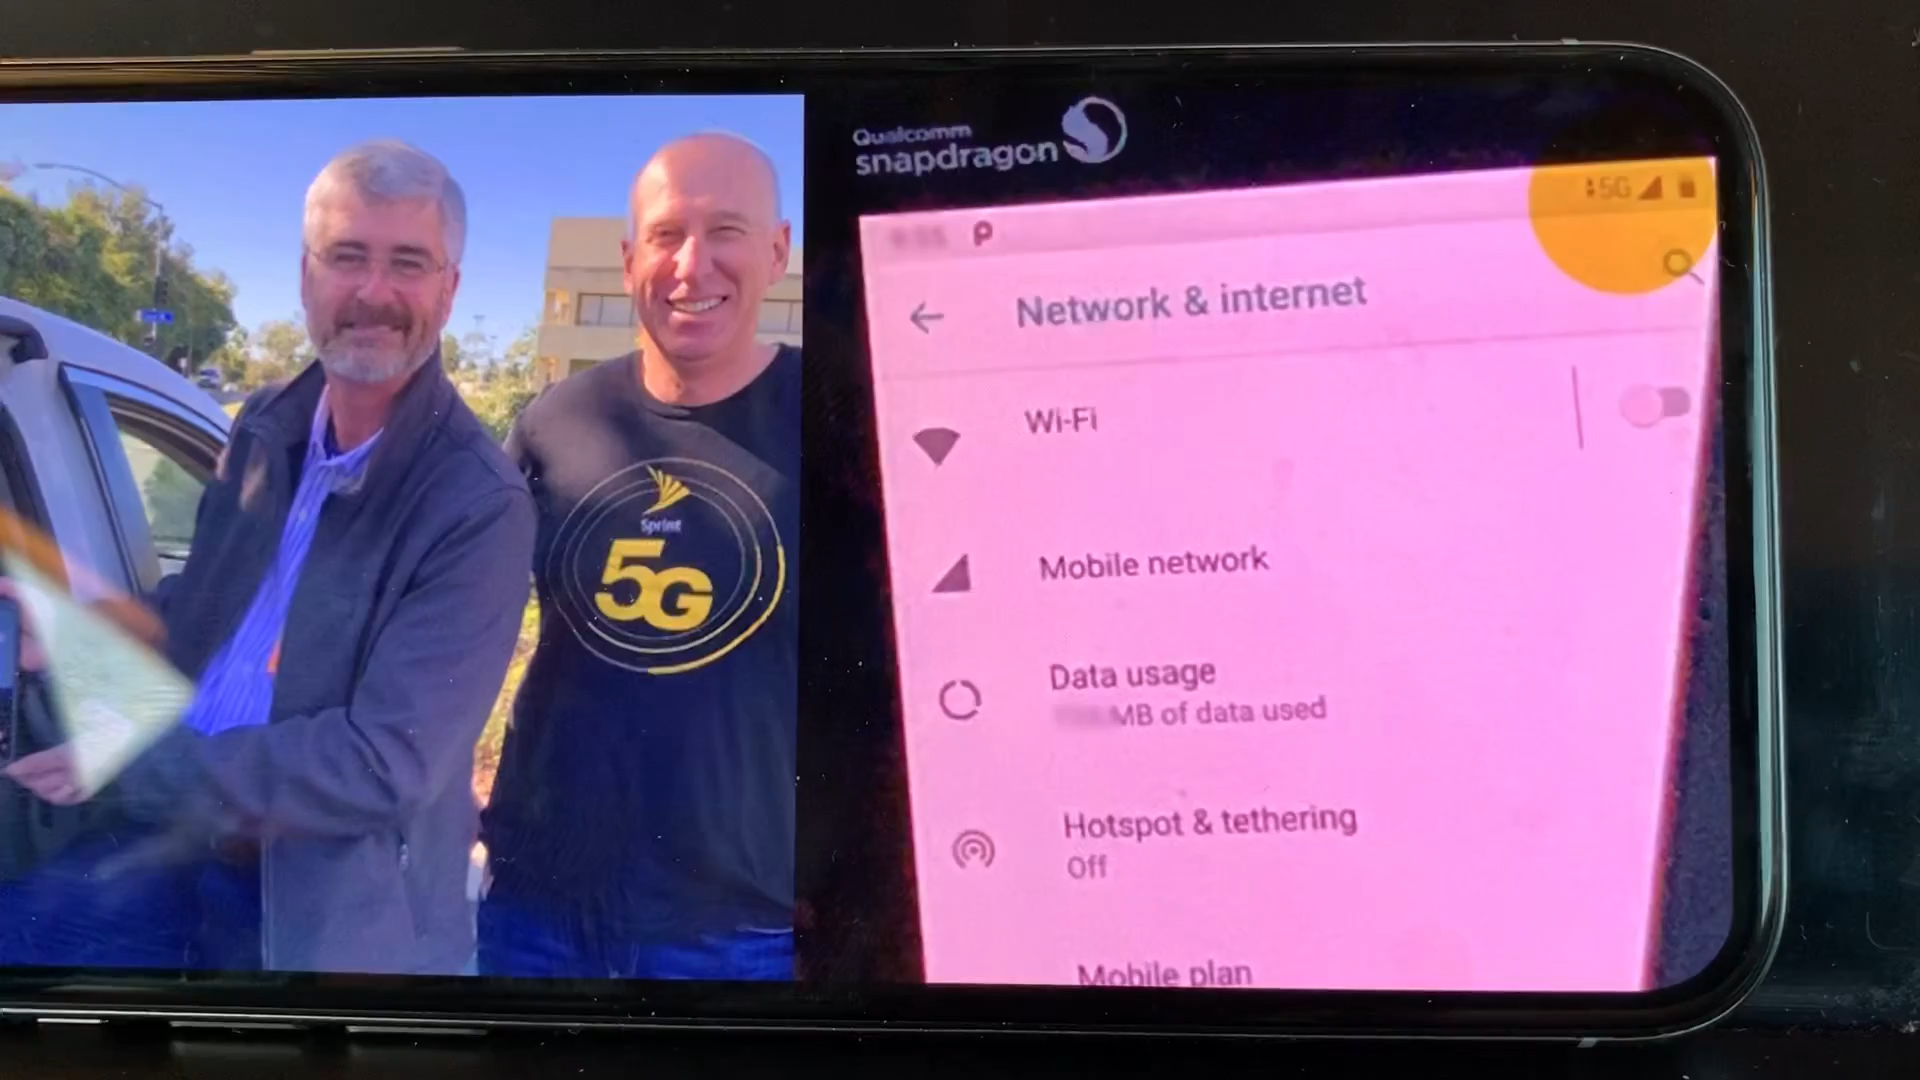 Qualcomm
snapdragon
5G
Network & internet
Wi-Fi
Mobile network
Data usage
MB of data used
Hotspot & tethering
Off
Mobile plan
Sprint
5G